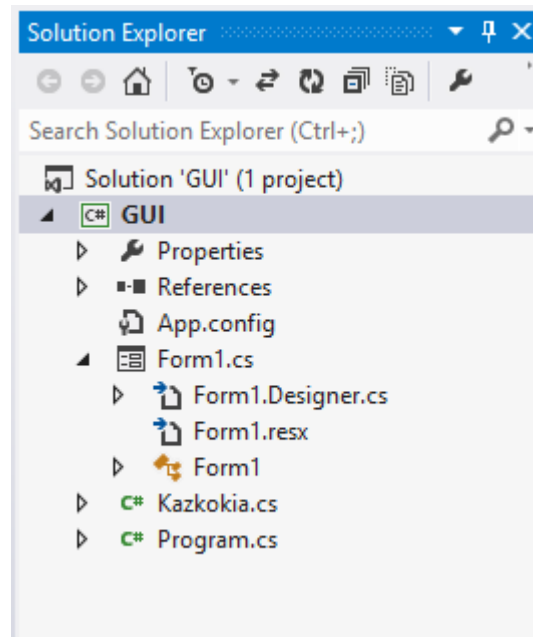 Solution Explorer
Search Solution Explorer (Ctrl+;)
Solution 'GUI' (1 project)
C# GUI
Properties
References
App.config
Form1.cs
Form1.Designer.cs
Form1.resx
Form1
C# Kazkokia.cs
C# Program.cs